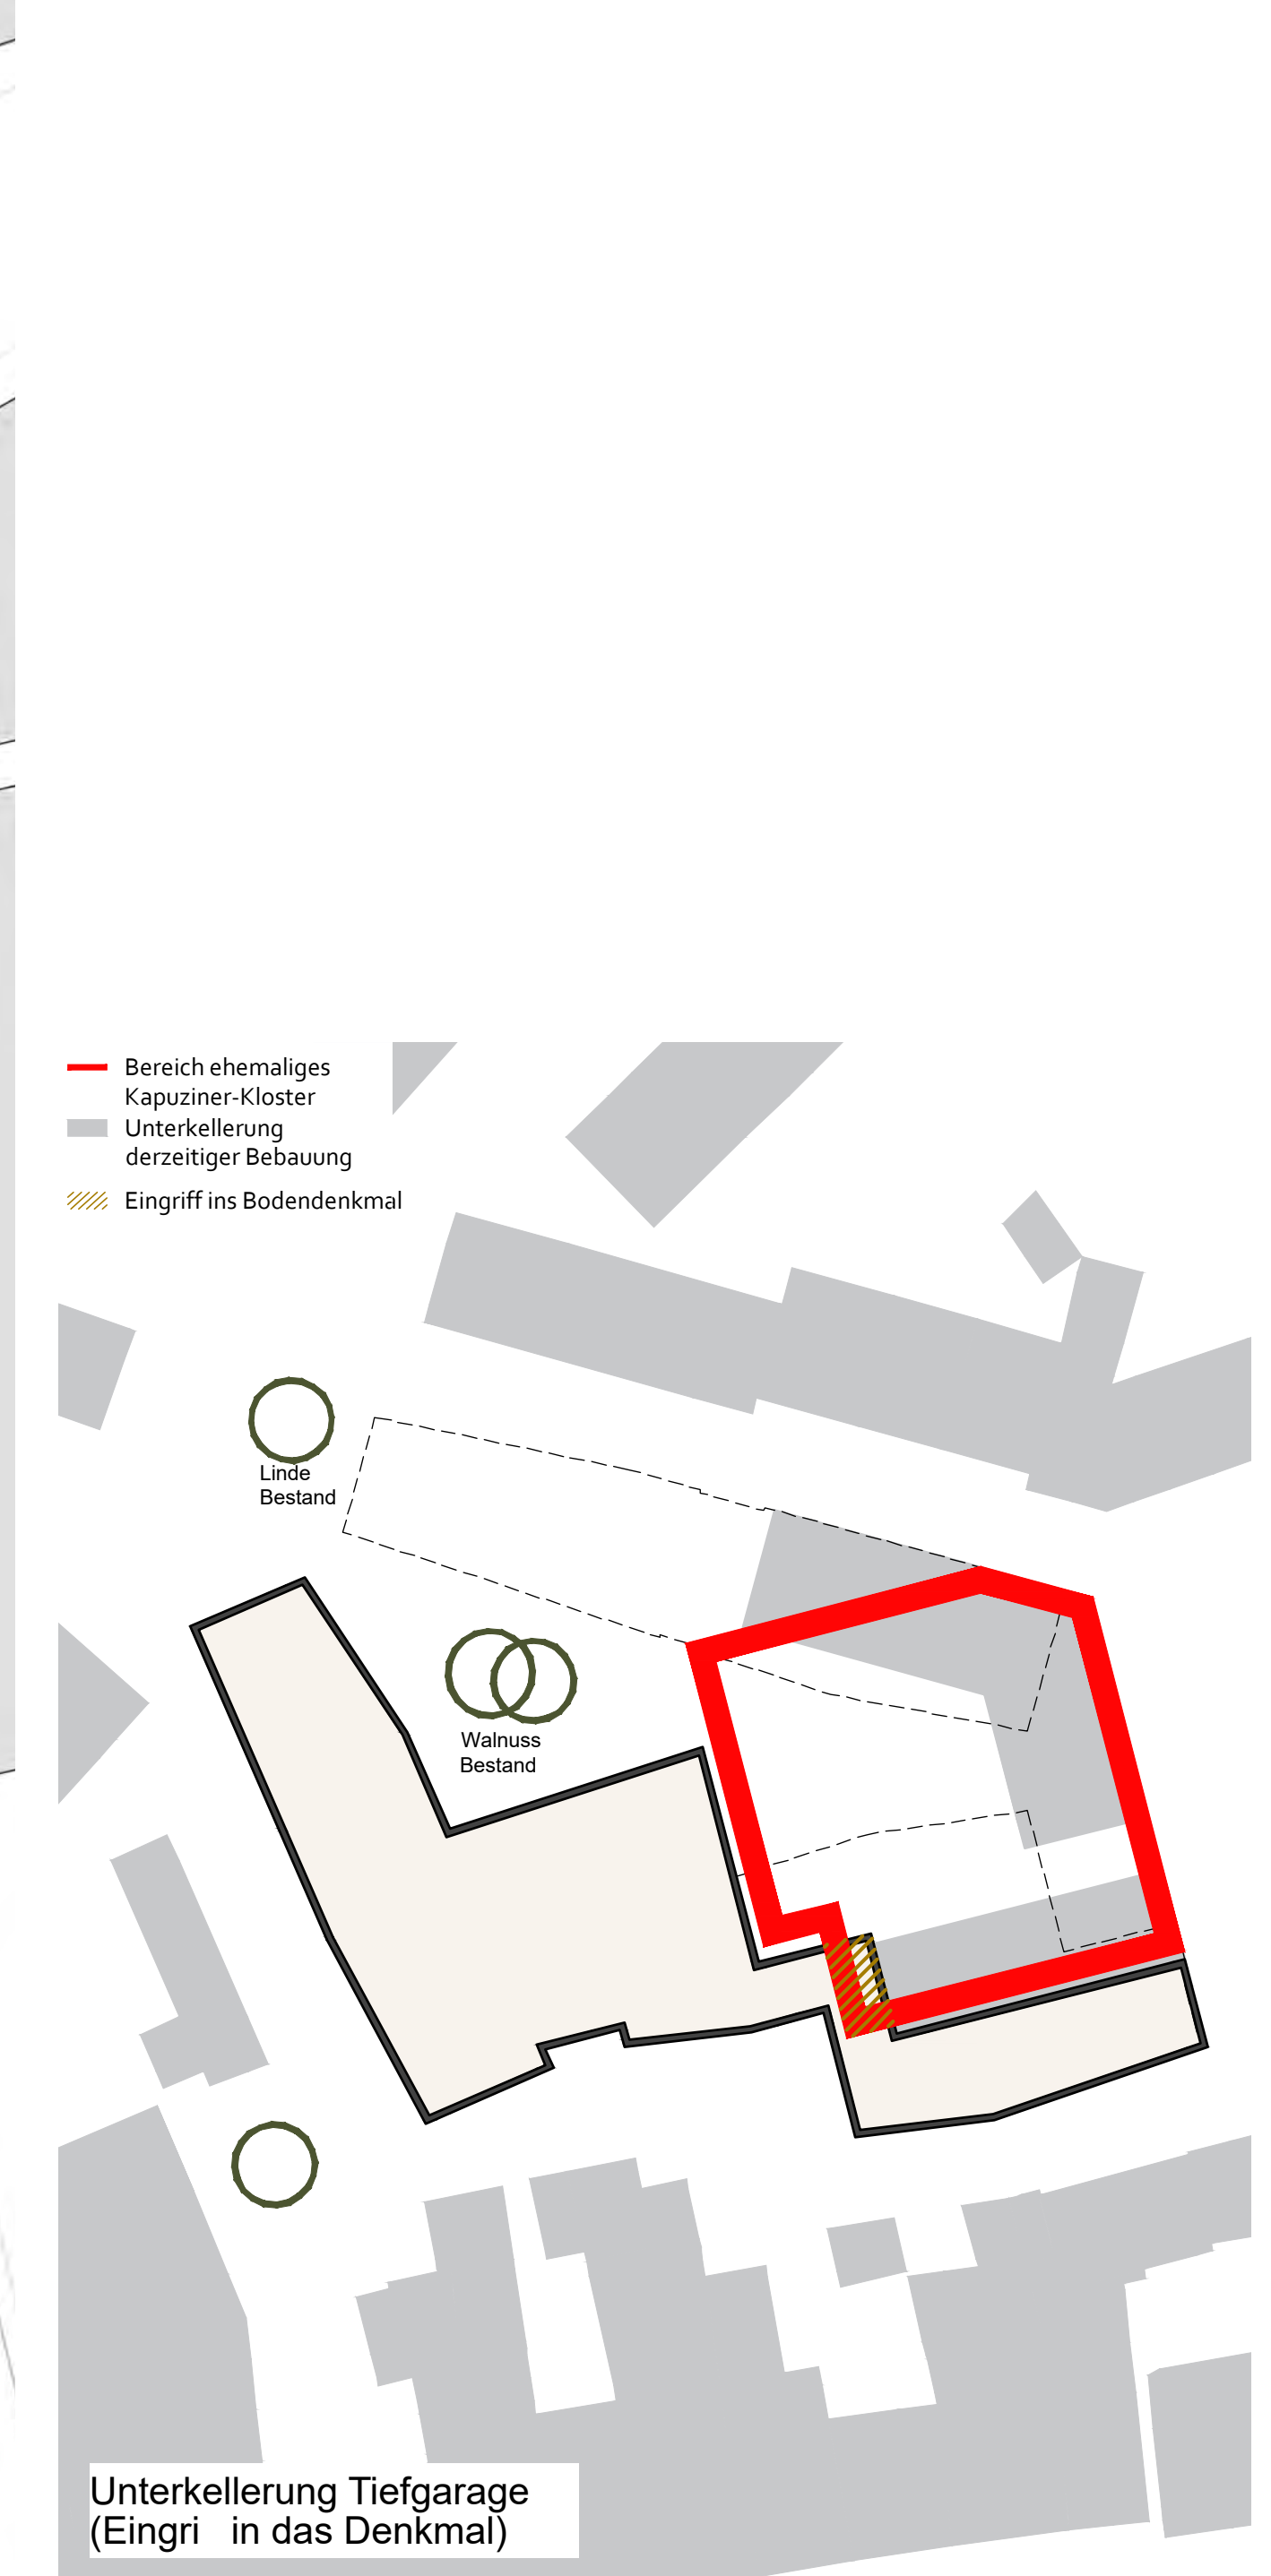 Bereich ehemaliges
Kapuziner-Kloster
Unterkellerung
derzeitiger Bebauung
Eingriff ins Bodendenkmal
Linde
Bestand
Walnuss
Bestand
Unterkellerung Tiefgarage
(Eingri in das Denkmal)